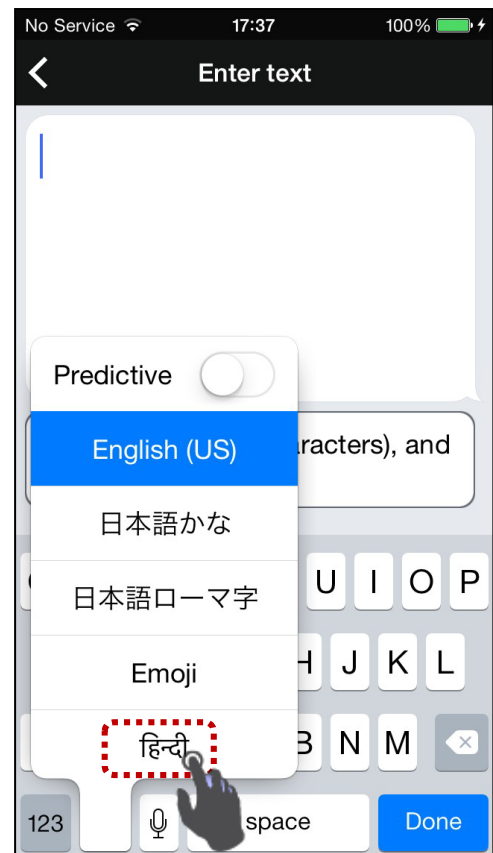 No Service 17:37 100%
Enter text
Predictive
English (US)
racters), and
日本語かな
日本語ローマ字
U I O P
Emoji
H J K L
हिन्दी
B N M
123 space Done